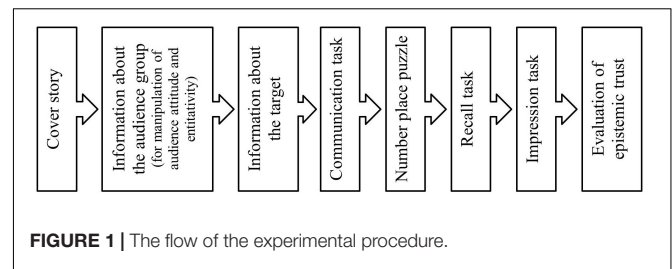 Cover story
Information about
the audience group
(for manipulation of
audience attitude and
entitativity)
Information about
the target
Communication task
Number place puzzle
Recall task
Impression task
Evaluation of
epistemic trust
FIGURE 1 | The flow of the experimental procedure.